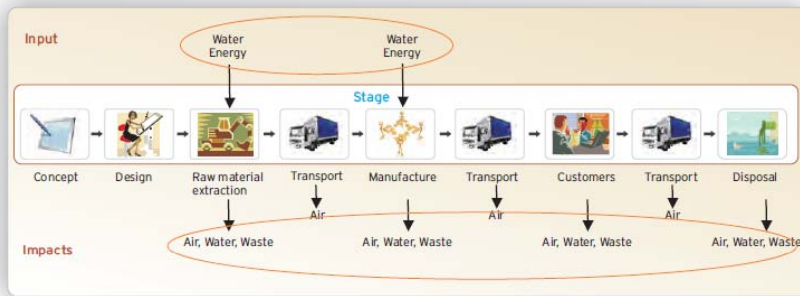 Input
Water
Energy
Water
Energy
Stage
Concept
Design
Raw material
extraction
Transport
Manufacture
Transport
Customers
Transport
Disposal
Air
Air
Air
Impacts
Air, Water, Waste
Air, Water, Waste
Air, Water, Waste
Air, Water, Waste